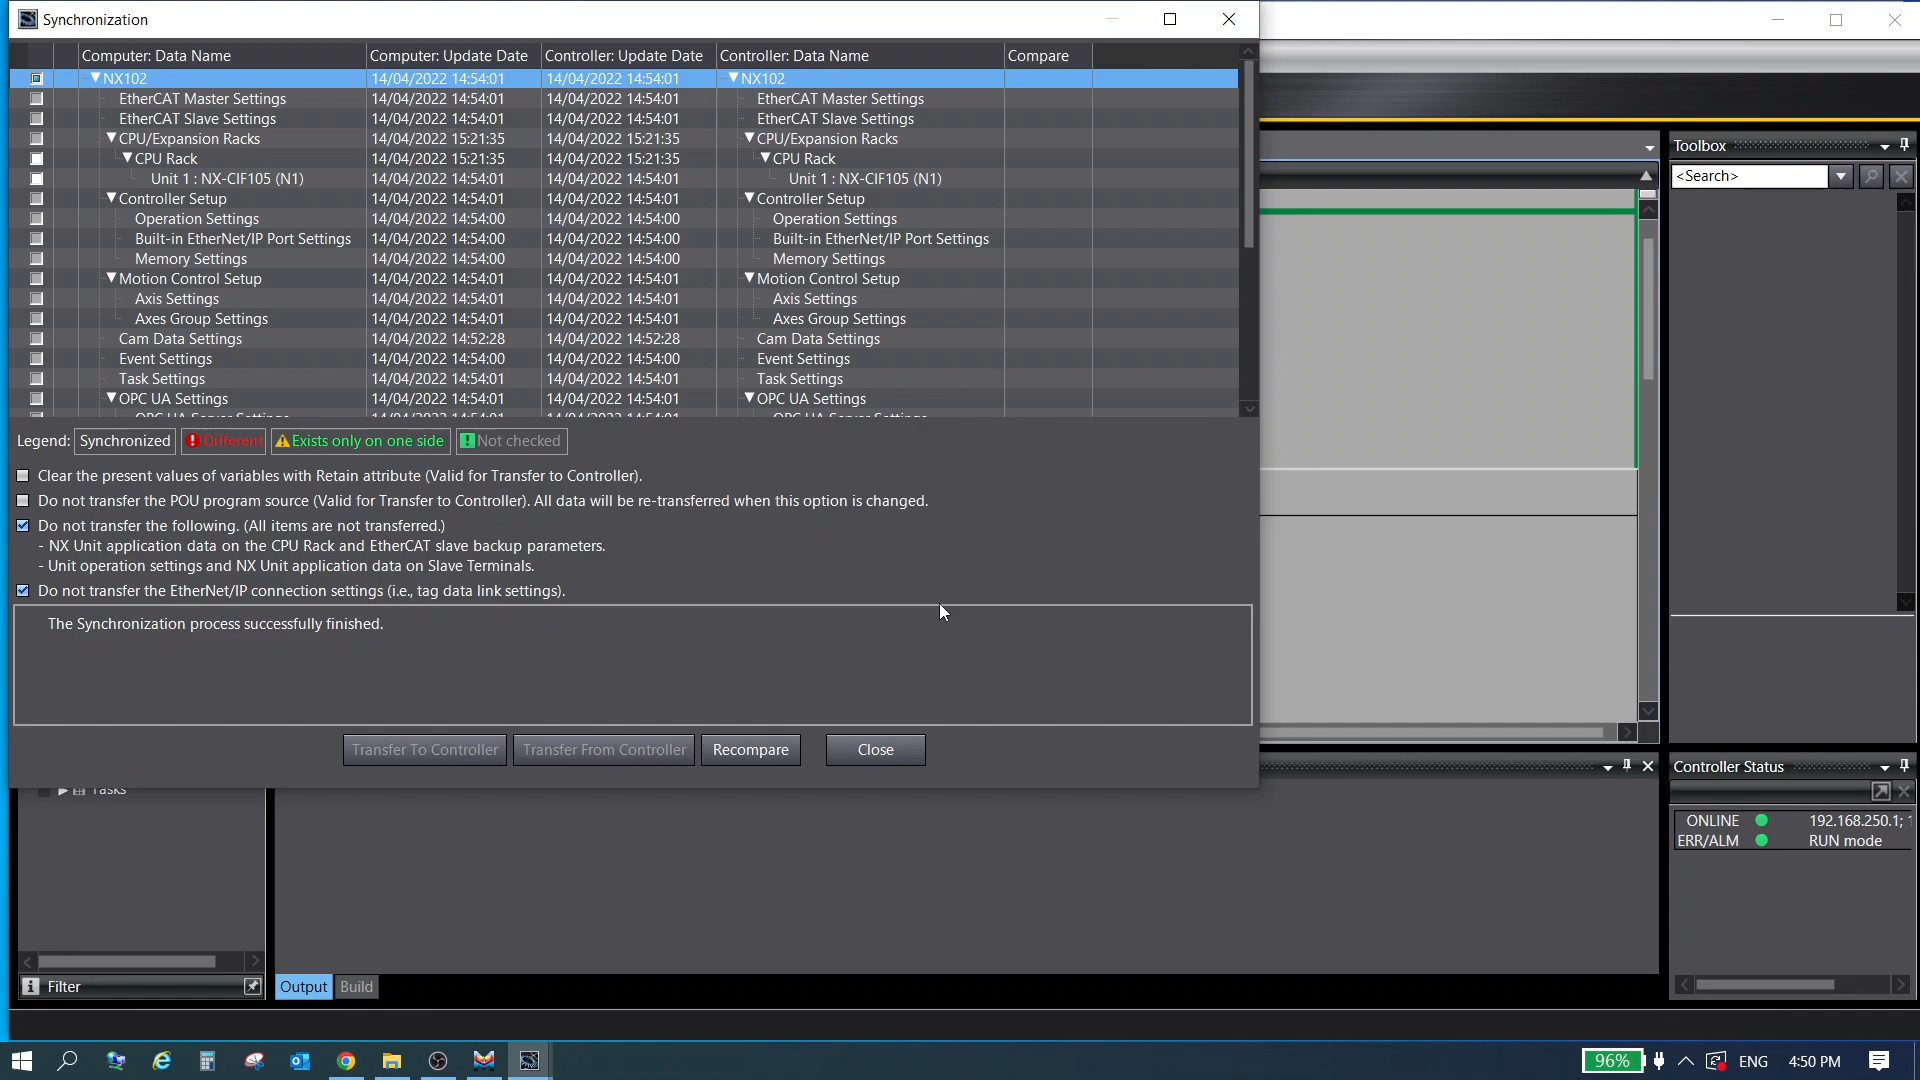 Synchronization
Computer: Data Name Computer: Update Date Controller: Update Date Controller: Data Name Compare
NX102 14/04/2022 14:54:01 14/04/2022 14:54:01 NX102
EtherCAT Master Settings 14/04/2022 14:54:01 14/04/2022 14:54:01 EtherCAT Master Settings
EtherCAT Slave Settings 14/04/2022 14:54:01 14/04/2022 14:54:01 EtherCAT Slave Settings
CPU/Expansion Racks 14/04/2022 15:21:35 14/04/2022 15:21:35 CPU/Expansion Racks
CPU Rack 14/04/2022 15:21:35 14/04/2022 15:21:35 CPU Rack
Unit 1 : NX-CIF105 (N1) 14/04/2022 14:54:01 14/04/2022 14:54:01 Unit 1 : NX-CIF105 (N1)
Controller Setup 14/04/2022 14:54:01 14/04/2022 14:54:01 Controller Setup
Operation Settings 14/04/2022 14:54:00 14/04/2022 14:54:00 Operation Settings
Built-in EtherNet/IP Port Settings 14/04/2022 14:54:00 14/04/2022 14:54:00 Built-in EtherNet/IP Port Settings
Memory Settings 14/04/2022 14:54:00 14/04/2022 14:54:00 Memory Settings
Motion Control Setup 14/04/2022 14:54:01 14/04/2022 14:54:01 Motion Control Setup
Axis Settings 14/04/2022 14:54:01 14/04/2022 14:54:01 Axis Settings
Axes Group Settings 14/04/2022 14:54:01 14/04/2022 14:54:01 Axes Group Settings
Cam Data Settings 14/04/2022 14:52:28 14/04/2022 14:52:28 Cam Data Settings
Event Settings 14/04/2022 14:54:00 14/04/2022 14:54:00 Event Settings
Task Settings 14/04/2022 14:54:01 14/04/2022 14:54:01 Task Settings
OPC UA Settings 14/04/2022 14:54:01 14/04/2022 14:54:01 OPC UA Settings
OPC UA Server Settings 14/04/2022 14:54:01 14/04/2022 14:54:01 OPC UA Server Settings
Legend: Synchronized Different Exists only on one side Not checked
Clear the present values of variables with Retain attribute (Valid for Transfer to Controller).
Do not transfer the POU program source (Valid for Transfer to Controller). All data will be re-transferred when this option is changed.
Do not transfer the following. (All items are not transferred.)
- NX Unit application data on the CPU Rack and EtherCAT slave backup parameters.
- Unit operation settings and NX Unit application data on Slave Terminals.
Do not transfer the EtherNet/IP connection settings (i.e., tag data link settings).
The Synchronization process successfully finished.
Transfer To Controller Transfer From Controller Recompare Close
Tasks
Filter
Output Build
Toolbox
<Search>
Controller Status
ONLINE 192.168.250.1;
ERR/ALM RUN mode
96% ENG 4:50 PM